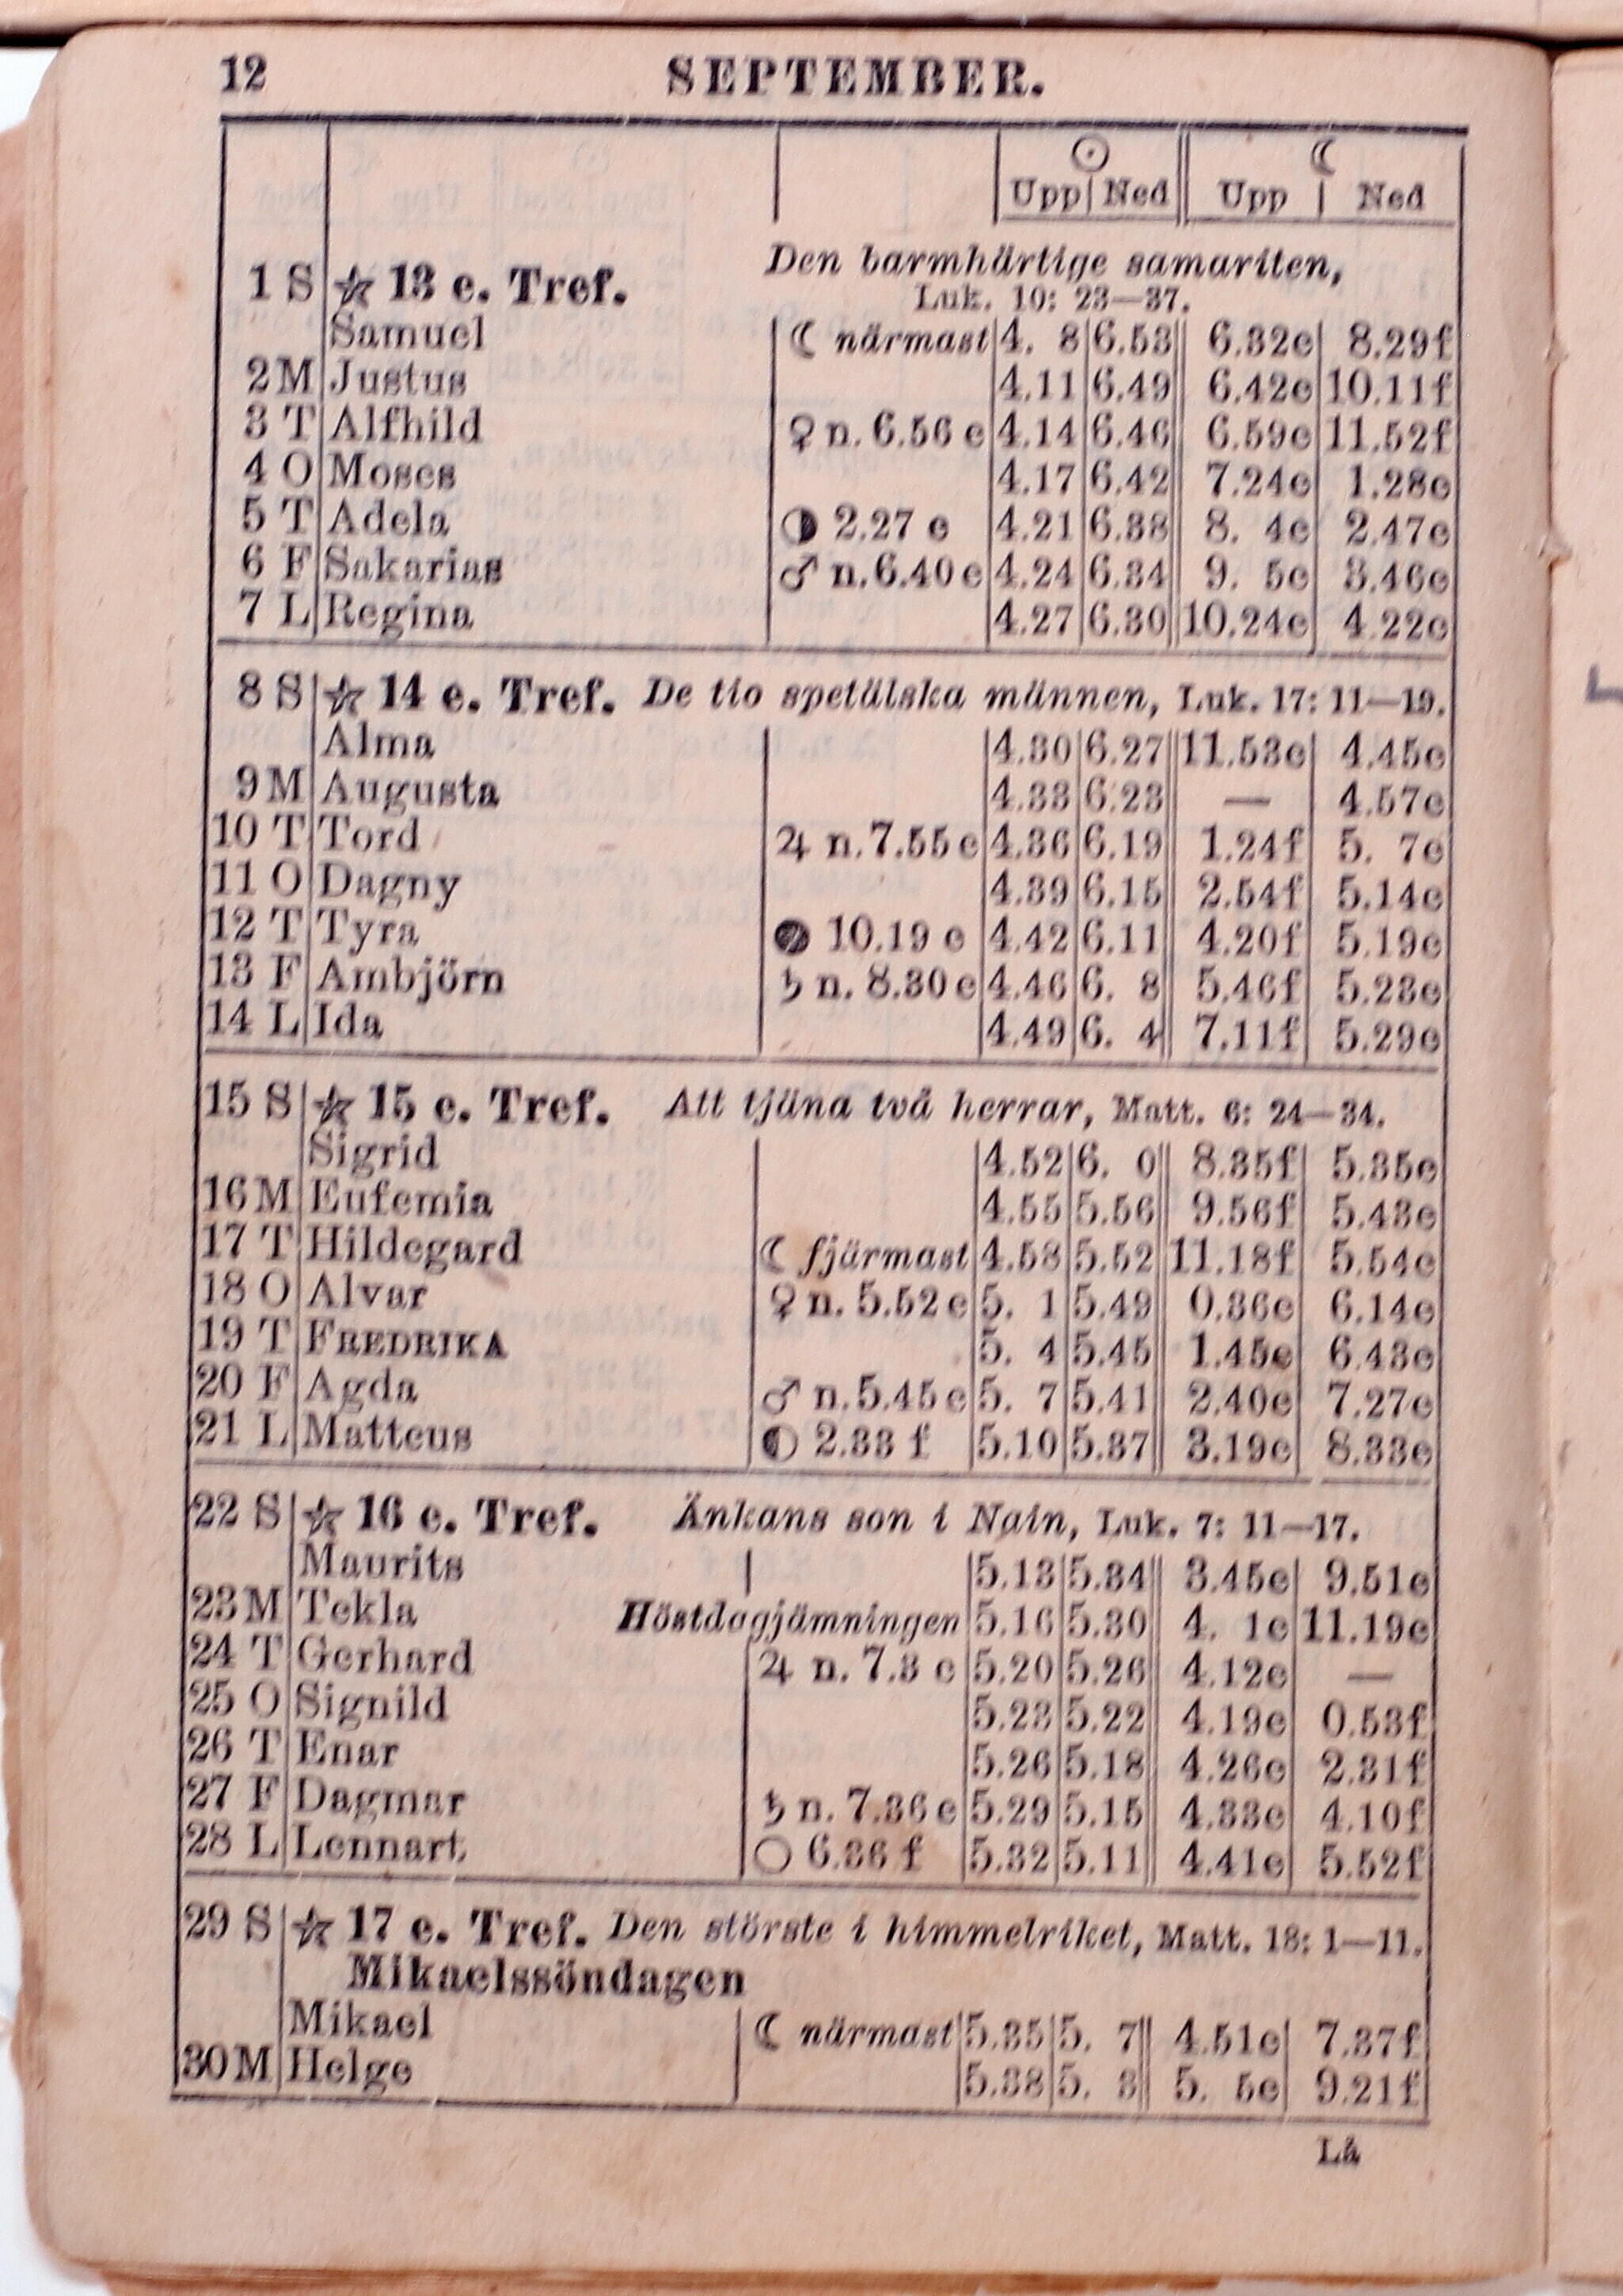 12 SEPTEMBER.
☉ ☾
Upp Ned Upp Ned
1 S ☆ 13 e. Tref. Den barmhärtige samariten,
Luk. 10: 23—37.
Samuel ☾ närmast 4. 8 6.53 6.32e 8.29f
2 M Justus 4.11 6.49 6.42e 10.11f
3 T Alfhild ♀ n. 6.56 e 4.14 6.46 6.59e 11.52f
4 O Moses 4.17 6.42 7.24e 1.28e
5 T Adela ◑ 2.27 e 4.21 6.38 8. 4e 2.47e
6 F Sakarias ♂ n. 6.40 e 4.24 6.34 9. 5e 3.46e
7 L Regina 4.27 6.30 10.24e 4.22e
8 S ☆ 14 e. Tref. De tio spetälska männen, Luk. 17: 11—19.
Alma 4.30 6.27 11.53e 4.45e
9 M Augusta 4.33 6.23 — 4.57e
10 T Tord ♃ n. 7.55 e 4.36 6.19 1.24f 5. 7e
11 O Dagny 4.39 6.15 2.54f 5.14e
12 T Tyra ● 10.19 e 4.42 6.11 4.20f 5.19e
13 F Ambjörn ♄ n. 8.30 e 4.46 6. 8 5.46f 5.23e
14 L Ida 4.49 6. 4 7.11f 5.29e
15 S ☆ 15 e. Tref. Att tjäna två herrar, Matt. 6: 24—34.
Sigrid 4.52 6. 0 8.35f 5.35e
16 M Eufemia 4.55 5.56 9.56f 5.43e
17 T Hildegard ☾ fjärmast 4.58 5.52 11.18f 5.54e
18 O Alvar ♀ n. 5.52 e 5. 1 5.49 0.36e 6.14e
19 T FREDRIKA 5. 4 5.45 1.45e 6.43e
20 F Agda ♂ n. 5.45 e 5. 7 5.41 2.40e 7.27e
21 L Matteus ◐ 2.33 f 5.10 5.37 3.19e 8.33e
22 S ☆ 16 e. Tref. Änkans son i Nain, Luk. 7: 11—17.
Maurits 5.13 5.34 3.45e 9.51e
23 M Tekla Höstdagjämningen 5.16 5.30 4. 1e 11.19e
24 T Gerhard ♃ n. 7.3 e 5.20 5.26 4.12e —
25 O Signild 5.23 5.22 4.19e 0.53f
26 T Enar 5.26 5.18 4.26e 2.31f
27 F Dagmar ♄ n. 7.36 e 5.29 5.15 4.33e 4.10f
28 L Lennart ○ 6.36 f 5.32 5.11 4.41e 5.52f
29 S ☆ 17 e. Tref. Den störste i himmelriket, Matt. 18: 1—11.
Mikaelssöndagen
Mikael ☾ närmast 5.35 5. 7 4.51e 7.37f
30 M Helge 5.38 5. 3 5. 5e 9.21f
Lå